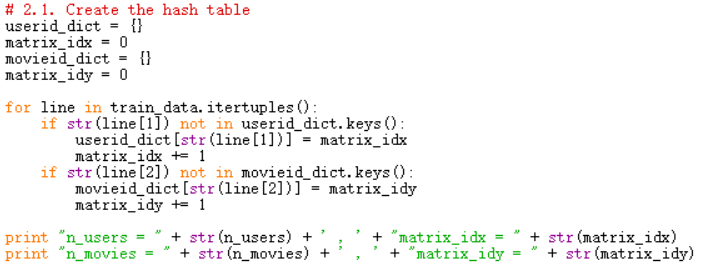 # 2.1. Create the hash table
userid_dict = {}
matrix_idx = 0
movieid_dict = {}
matrix_idy = 0
for line in train_data.itertuples():
    if str(line[1]) not in userid_dict.keys():
        userid_dict[str(line[1])] = matrix_idx
        matrix_idx += 1
    if str(line[2]) not in movieid_dict.keys():
        movieid_dict[str(line[2])] = matrix_idy
        matrix_idy += 1
print "n_users = " + str(n_users) + ' , ' + "matrix_idx = " + str(matrix_idx)
print "n_movies = " + str(n_movies) + ' , ' + "matrix_idy = " + str(matrix_idy)